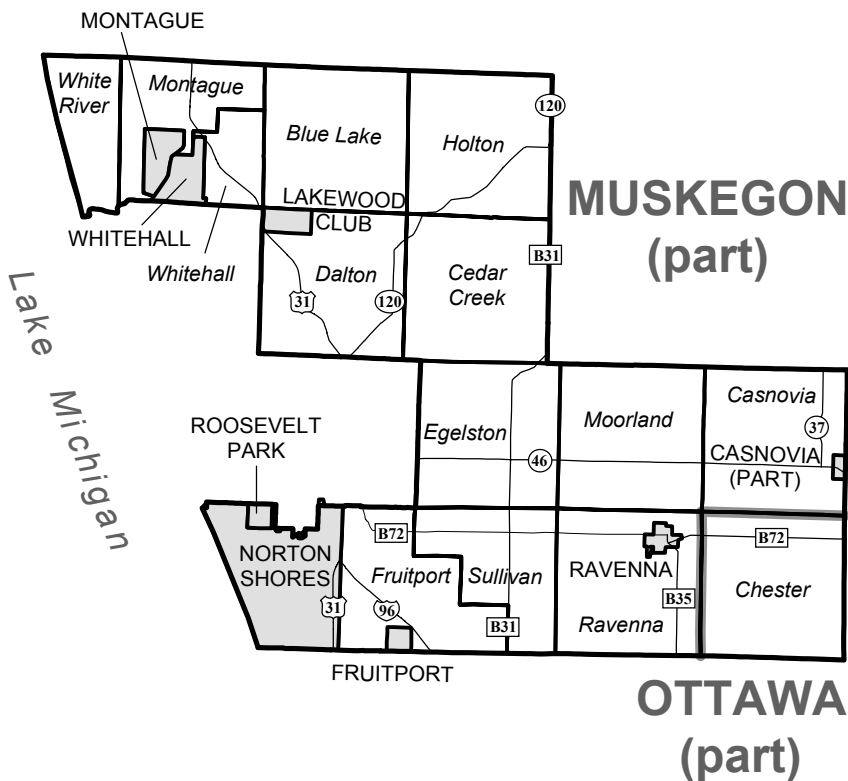 MONTAGUE
White
River
Montague
Blue Lake
Holton
120
MUSKEGON
(part)
LAKEWOOD
CLUB
WHITEHALL
Whitehall
Dalton
Cedar
Creek
B31
31
120
Lake Michigan
Casnovia
37
ROOSEVELT
PARK
Egelston
Moorland
46
CASNOVIA
(PART)
B72
B72
NORTON
SHORES
Fruitport
Sullivan
RAVENNA
Chester
31
96
B31
B35
Ravenna
FRUITPORT
OTTAWA
(part)